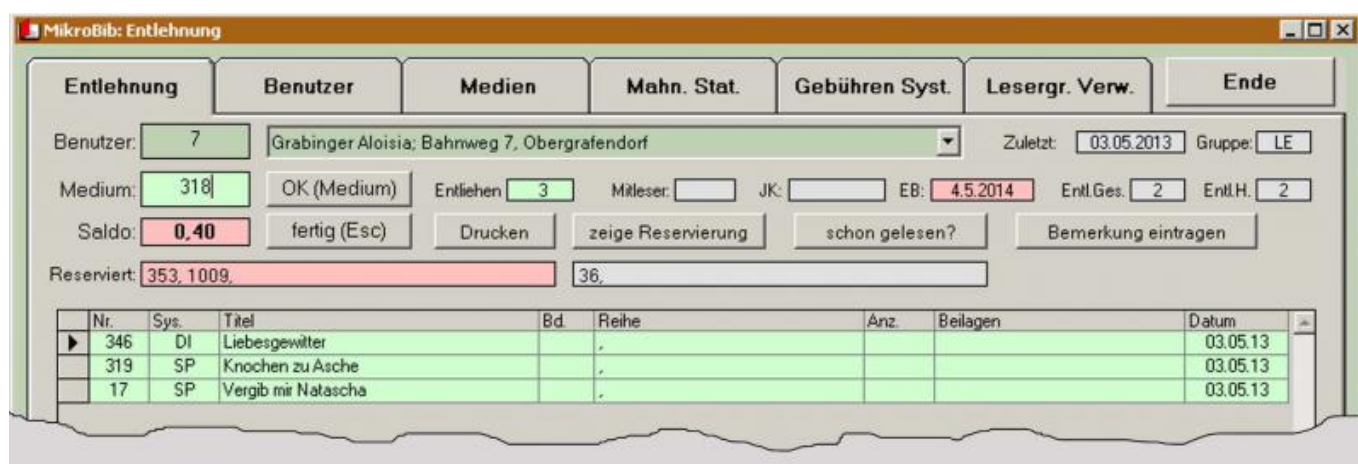 MikroBib: Entlehnung
Entlehnung Benutzer Medien Mahn. Stat. Gebühren Syst. Lesergr. Verw. Ende
Benutzer: 7 Grabinger Aloisia; Bahnweg 7, Obergrafendorf Zuletzt: 03.05.2013 Gruppe: LE
Medium: 318 OK (Medium) Entliehen 3 Mitleser: JK: EB: 4.5.2014 Entl.Ges. 2 Entl.H. 2
Saldo: 0,40 fertig (Esc) Drucken zeige Reservierung schon gelesen? Bemerkung eintragen
Reserviert: 353, 1009, 36,
Nr. Sys. Titel Bd. Reihe Anz. Beilagen Datum
346 DI Liebesgewitter , 03.05.13
319 SP Knochen zu Asche , 03.05.13
17 SP Vergib mir Natascha , 03.05.13